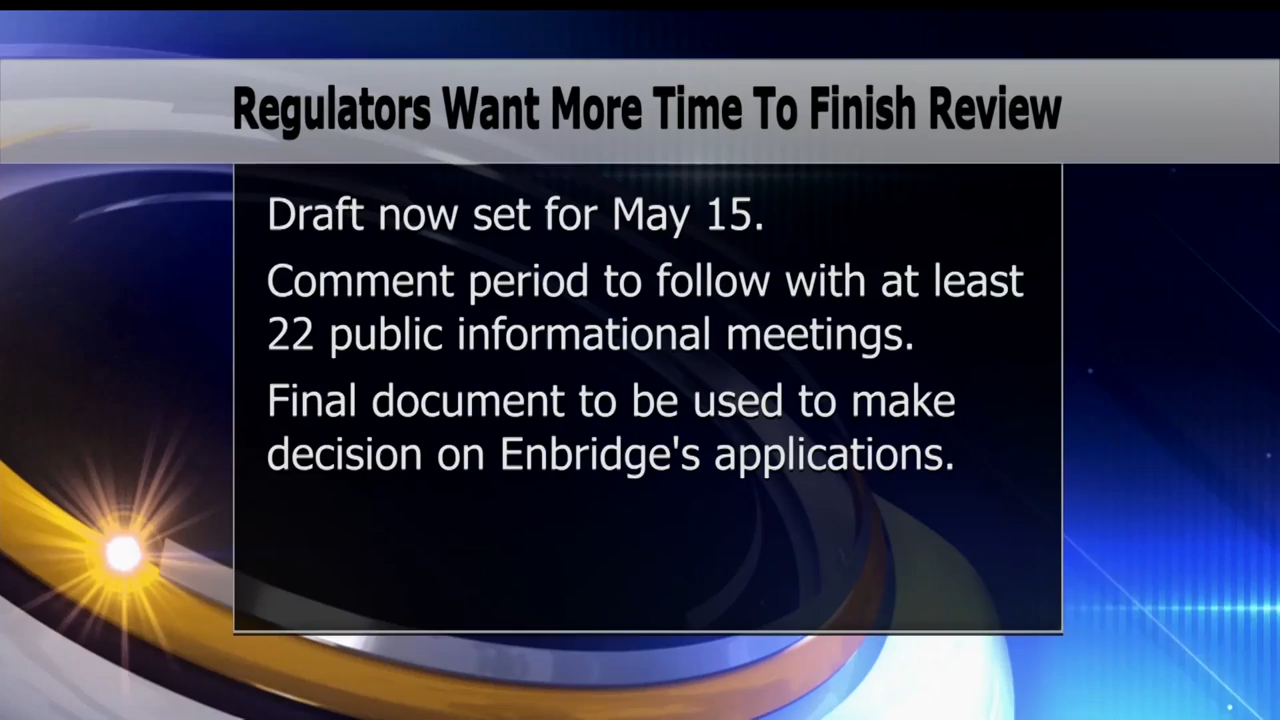 Regulators Want More Time To Finish Review
Draft now set for May 15.
Comment period to follow with at least
22 public informational meetings.
Final document to be used to make
decision on Enbridge's applications.